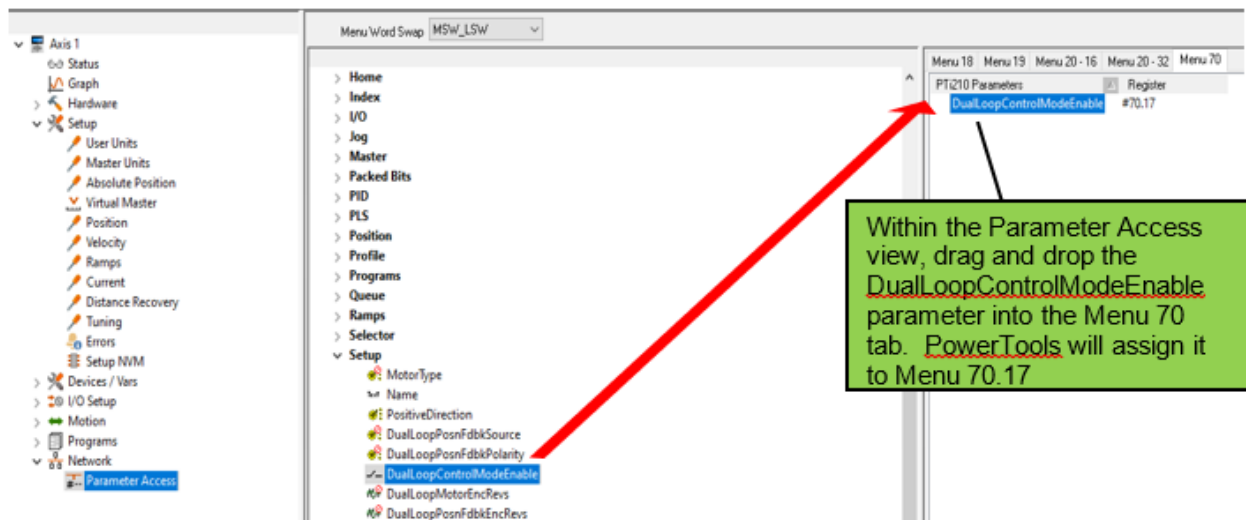 Menu Word Swap MSW_LSW
Axis 1
Status
Graph
Hardware
Setup
User Units
Master Units
Absolute Position
Virtual Master
Position
Velocity
Ramps
Current
Distance Recovery
Tuning
Errors
Setup NVM
Devices / Vars
I/O Setup
Motion
Programs
Network
Parameter Access
Home
Index
I/O
Jog
Master
Packed Bits
PID
PLS
Position
Profile
Programs
Queue
Ramps
Selector
Setup
MotorType
Name
PositiveDirection
DualLoopPosnFdbkSource
DualLoopPosnFdbkPolarity
DualLoopControlModeEnable
DualLoopMotorEncRevs
DualLoopPosnFdbkEncRevs
Menu 18 Menu 19 Menu 20 - 16 Menu 20 - 32 Menu 70
PTi210 Parameters Register
DualLoopControlModeEnable #70.17
Within the Parameter Access
view, drag and drop the
DualLoopControlModeEnable
parameter into the Menu 70
tab. PowerTools will assign it
to Menu 70.17